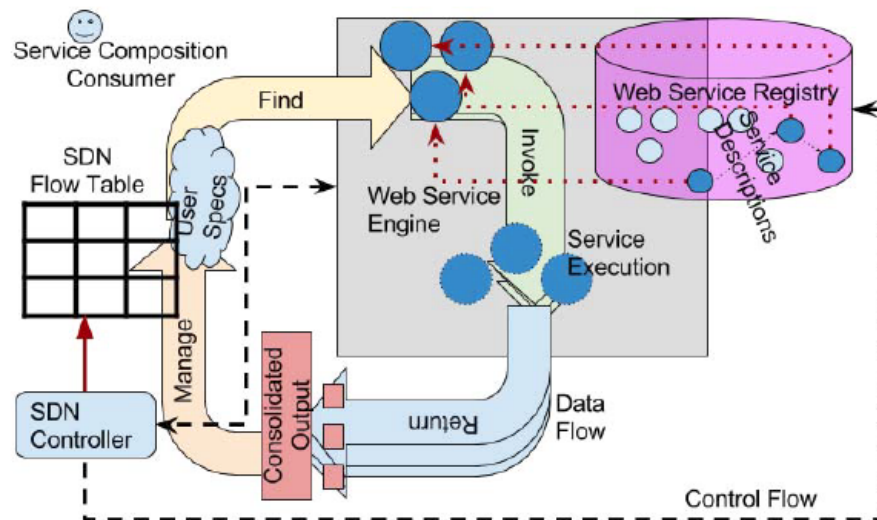 Service Composition
Consumer
Find
Web Service Registry
Service
Descriptions
SDN
Flow Table
User
Specs
Invoke
Web Service
Engine
Service
Execution
Manage
Consolidated
Output
Return
Data
Flow
SDN
Controller
Control Flow